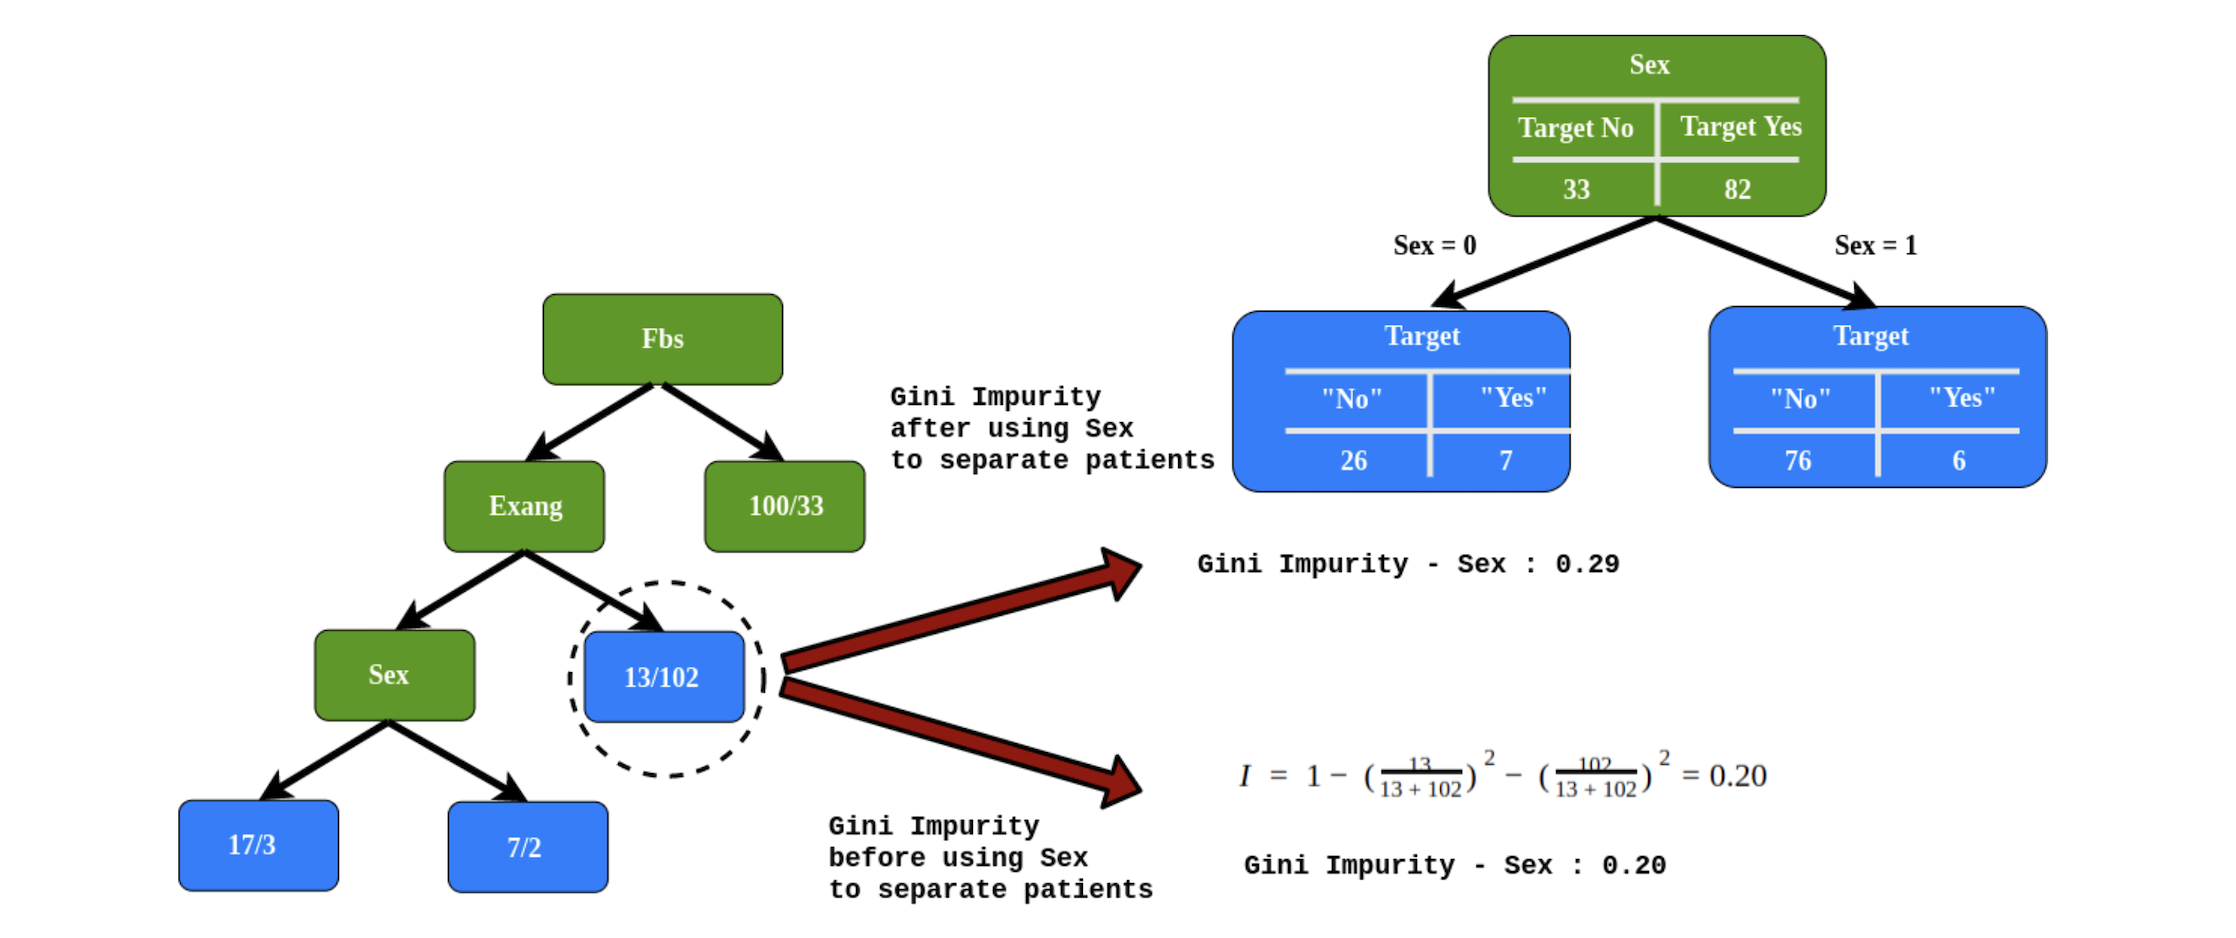 Sex
Target No Target Yes
33 82
Sex = 0 Sex = 1
Fbs
Exang 100/33
Sex 13/102
17/3 7/2
Gini Impurity
after using Sex
to separate patients
Target
"No" "Yes"
26 7
Target
"No" "Yes"
76 6
Gini Impurity - Sex : 0.29
I = 1 − (13/(13 + 102))² − (102/(13 + 102))² = 0.20
Gini Impurity
before using Sex
to separate patients
Gini Impurity - Sex : 0.20